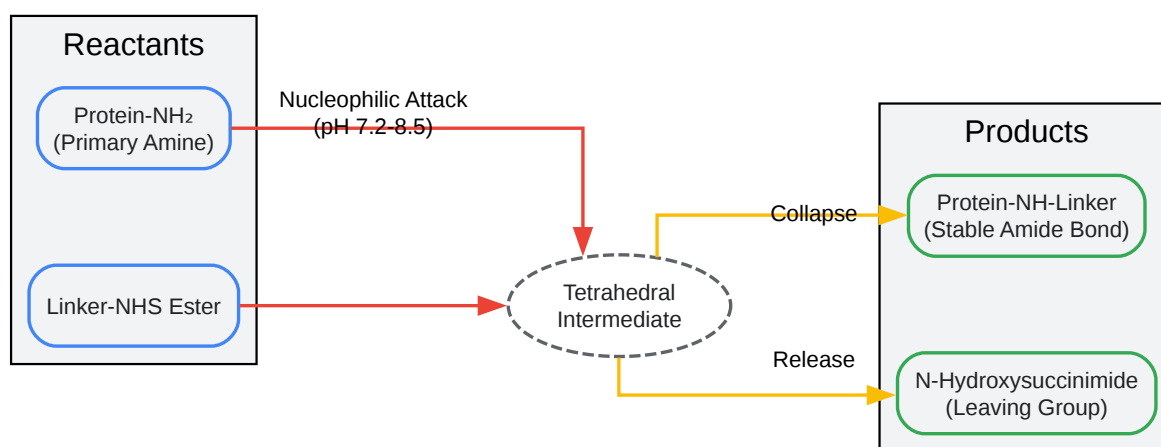 Reactants
Protein-NH₂
(Primary Amine)
Linker-NHS Ester
Nucleophilic Attack
(pH 7.2-8.5)
Tetrahedral
Intermediate
Collapse
Release
Products
Protein-NH-Linker
(Stable Amide Bond)
N-Hydroxysuccinimide
(Leaving Group)